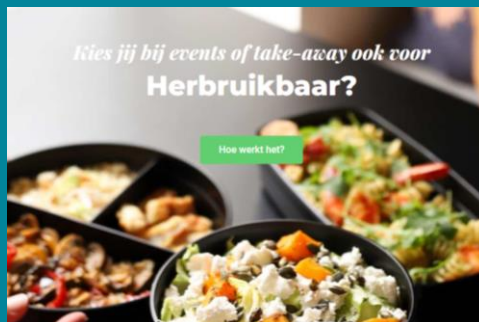 Kies jij bij events of take-away ook voor
Herbruikbaar?
Hoe werkt het?